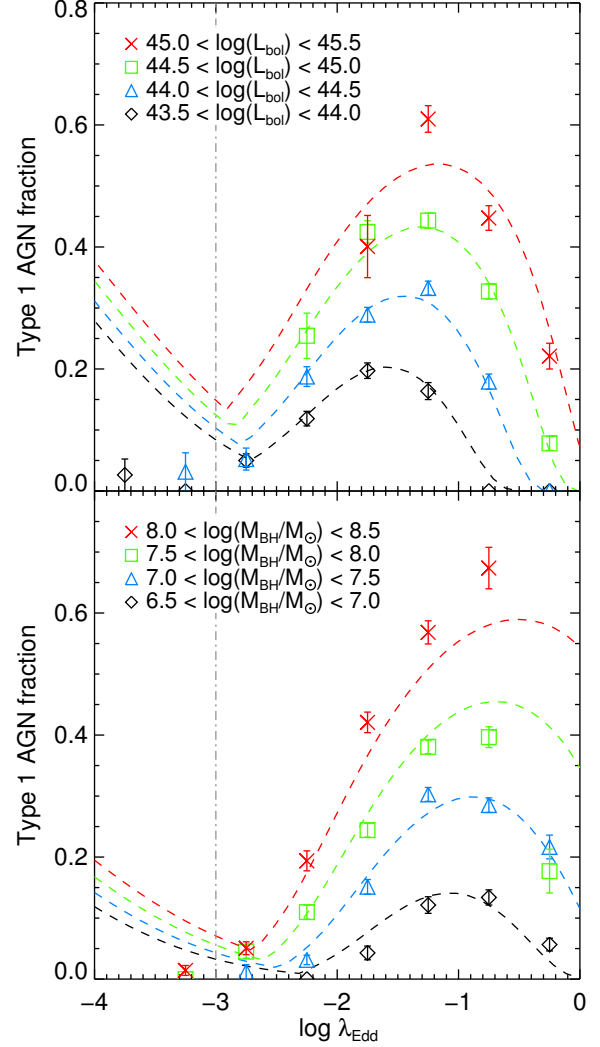 0.8
45.0 < log(L_bol) < 45.5
44.5 < log(L_bol) < 45.0
44.0 < log(L_bol) < 44.5
43.5 < log(L_bol) < 44.0
0.6
0.4
0.2
0.0
Type 1 AGN fraction
8.0 < log(M_BH/M_⊙) < 8.5
7.5 < log(M_BH/M_⊙) < 8.0
7.0 < log(M_BH/M_⊙) < 7.5
6.5 < log(M_BH/M_⊙) < 7.0
0.6
0.4
0.2
0.0
Type 1 AGN fraction
−4 −3 −2 −1 0
log λ_Edd